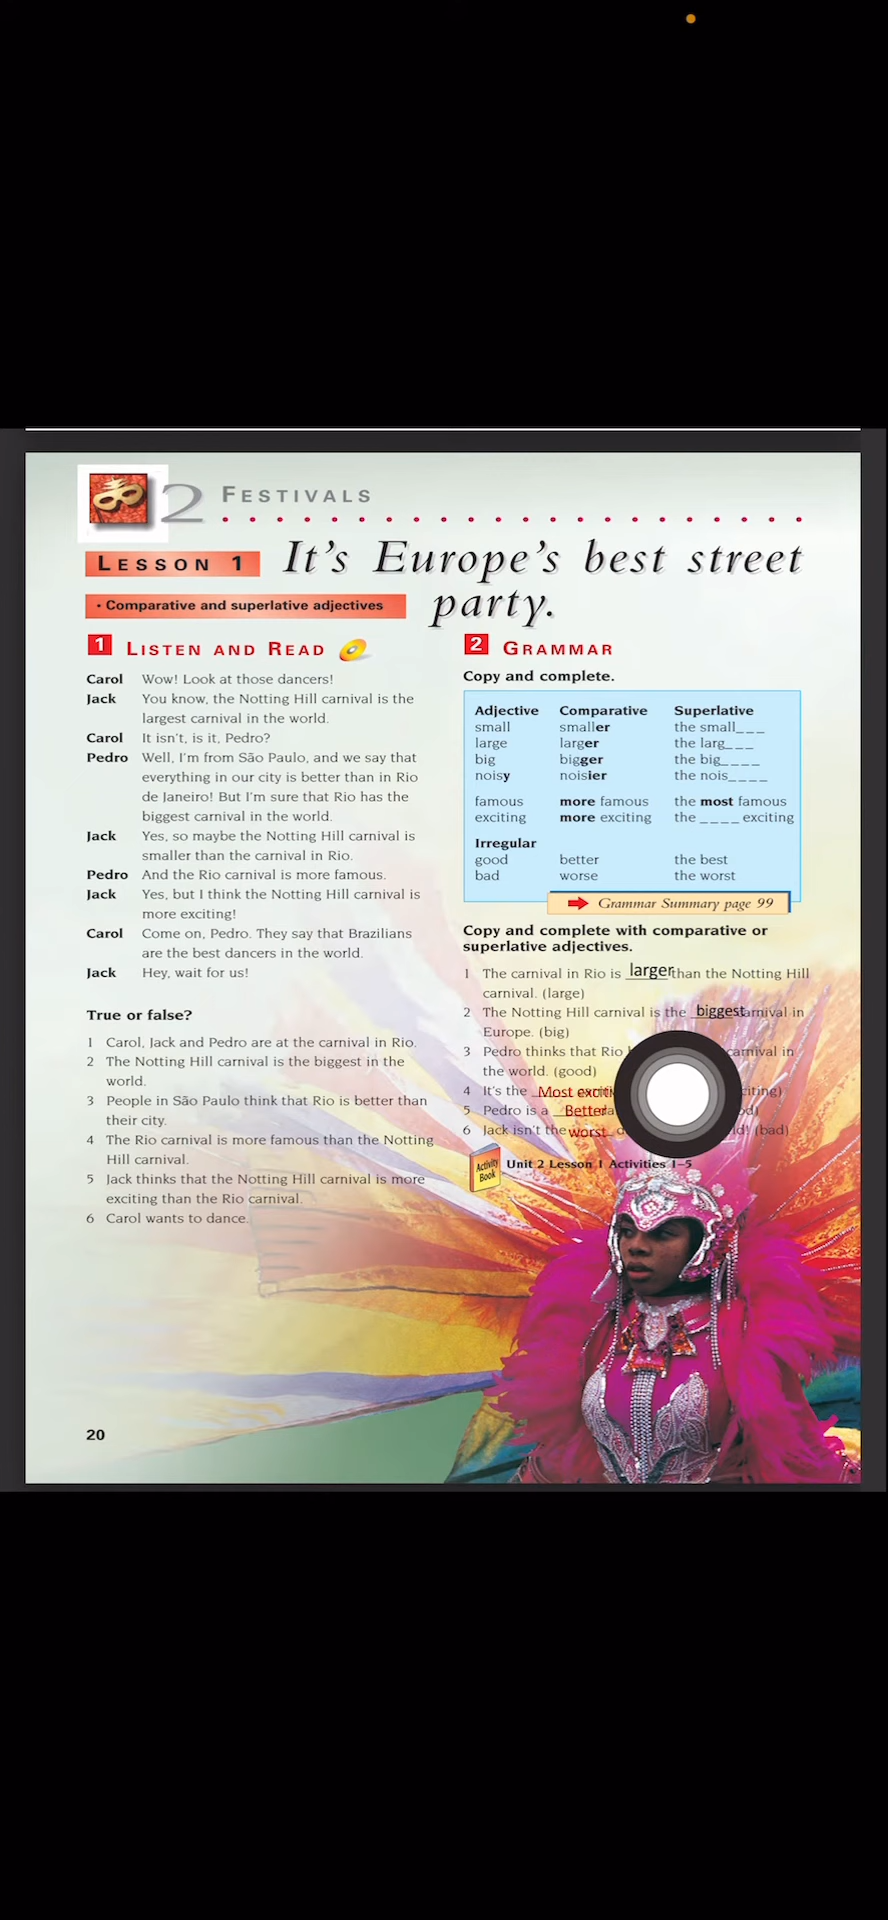 2 FESTIVALS
LESSON 1 It's Europe's best street
party.
• Comparative and superlative adjectives
1 LISTEN AND READ
Carol Wow! Look at those dancers!
Jack You know, the Notting Hill carnival is the
largest carnival in the world.
Carol It isn't, is it, Pedro?
Pedro Well, I'm from São Paulo, and we say that
everything in our city is better than in Rio
de Janeiro! But I'm sure that Rio has the
biggest carnival in the world.
Jack Yes, so maybe the Notting Hill carnival is
smaller than the carnival in Rio.
Pedro And the Rio carnival is more famous.
Jack Yes, but I think the Notting Hill carnival is
more exciting!
Carol Come on, Pedro. They say that Brazilians
are the best dancers in the world.
Jack Hey, wait for us!
True or false?
1 Carol, Jack and Pedro are at the carnival in Rio.
2 The Notting Hill carnival is the biggest in the
world.
3 People in São Paulo think that Rio is better than
their city.
4 The Rio carnival is more famous than the Notting
Hill carnival.
5 Jack thinks that the Notting Hill carnival is more
exciting than the Rio carnival.
6 Carol wants to dance.
20
2 GRAMMAR
Copy and complete.
Adjective Comparative Superlative
small smaller the small___
large larger the larg___
big bigger the big____
noisy noisier the nois____
famous more famous the most famous
exciting more exciting the ____ exciting
Irregular
good better the best
bad worse the worst
Grammar Summary page 99
Copy and complete with comparative or
superlative adjectives.
1 The carnival in Rio is larger than the Notting Hill
carnival. (large)
2 The Notting Hill carnival is the biggest carnival in
Europe. (big)
3 Pedro thinks that Rio carnival in
the world. (good)
4 It's the Most
5 Pedro is a Better
6 Jack isn't the worst (bad)
Activity
Book
Unit 2 Lesson 1 Activities 1–5